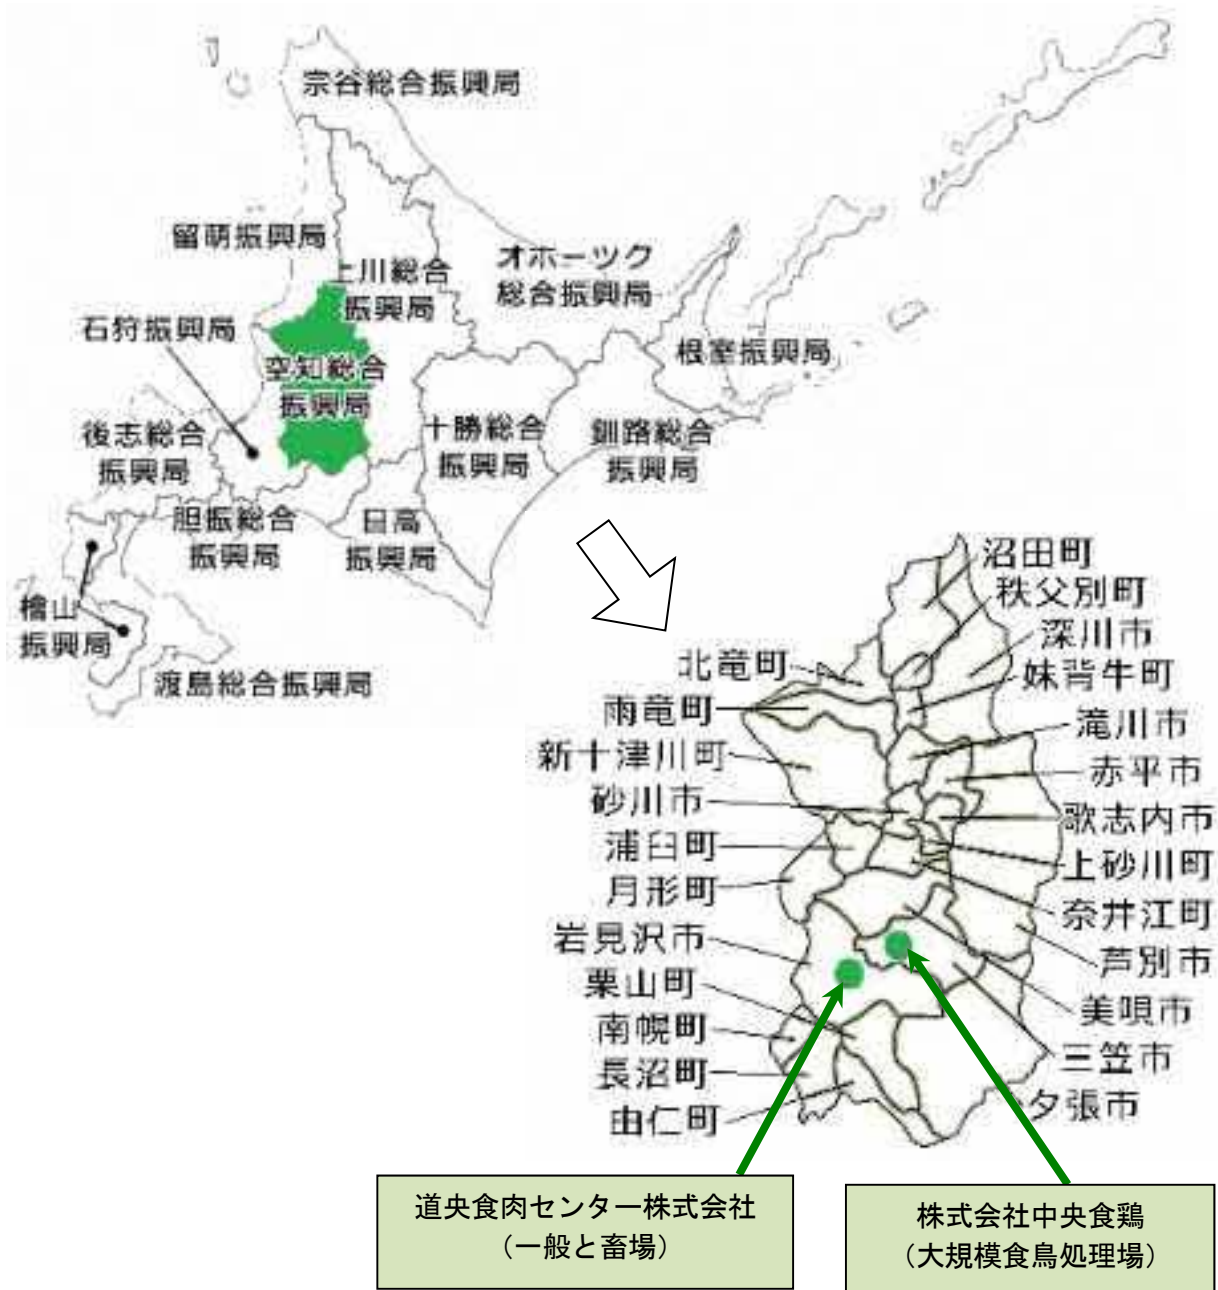 宗谷総合振興局
留萌振興局
上川総合
振興局
オホーツク
総合振興局
石狩振興局
空知総合
振興局
根室振興局
後志総合
振興局
十勝総合
振興局
釧路総合
振興局
胆振総合
振興局
日高
振興局
檜山
振興局
渡島総合振興局
沼田町
秩父別町
深川市
北竜町
妹背牛町
雨竜町
滝川市
新十津川町
赤平市
砂川市
歌志内市
浦臼町
上砂川町
月形町
奈井江町
岩見沢市
芦別市
栗山町
美唄市
南幌町
三笠市
長沼町
夕張市
由仁町
道央食肉センター株式会社
（一般と畜場）
株式会社中央食鶏
（大規模食鳥処理場）